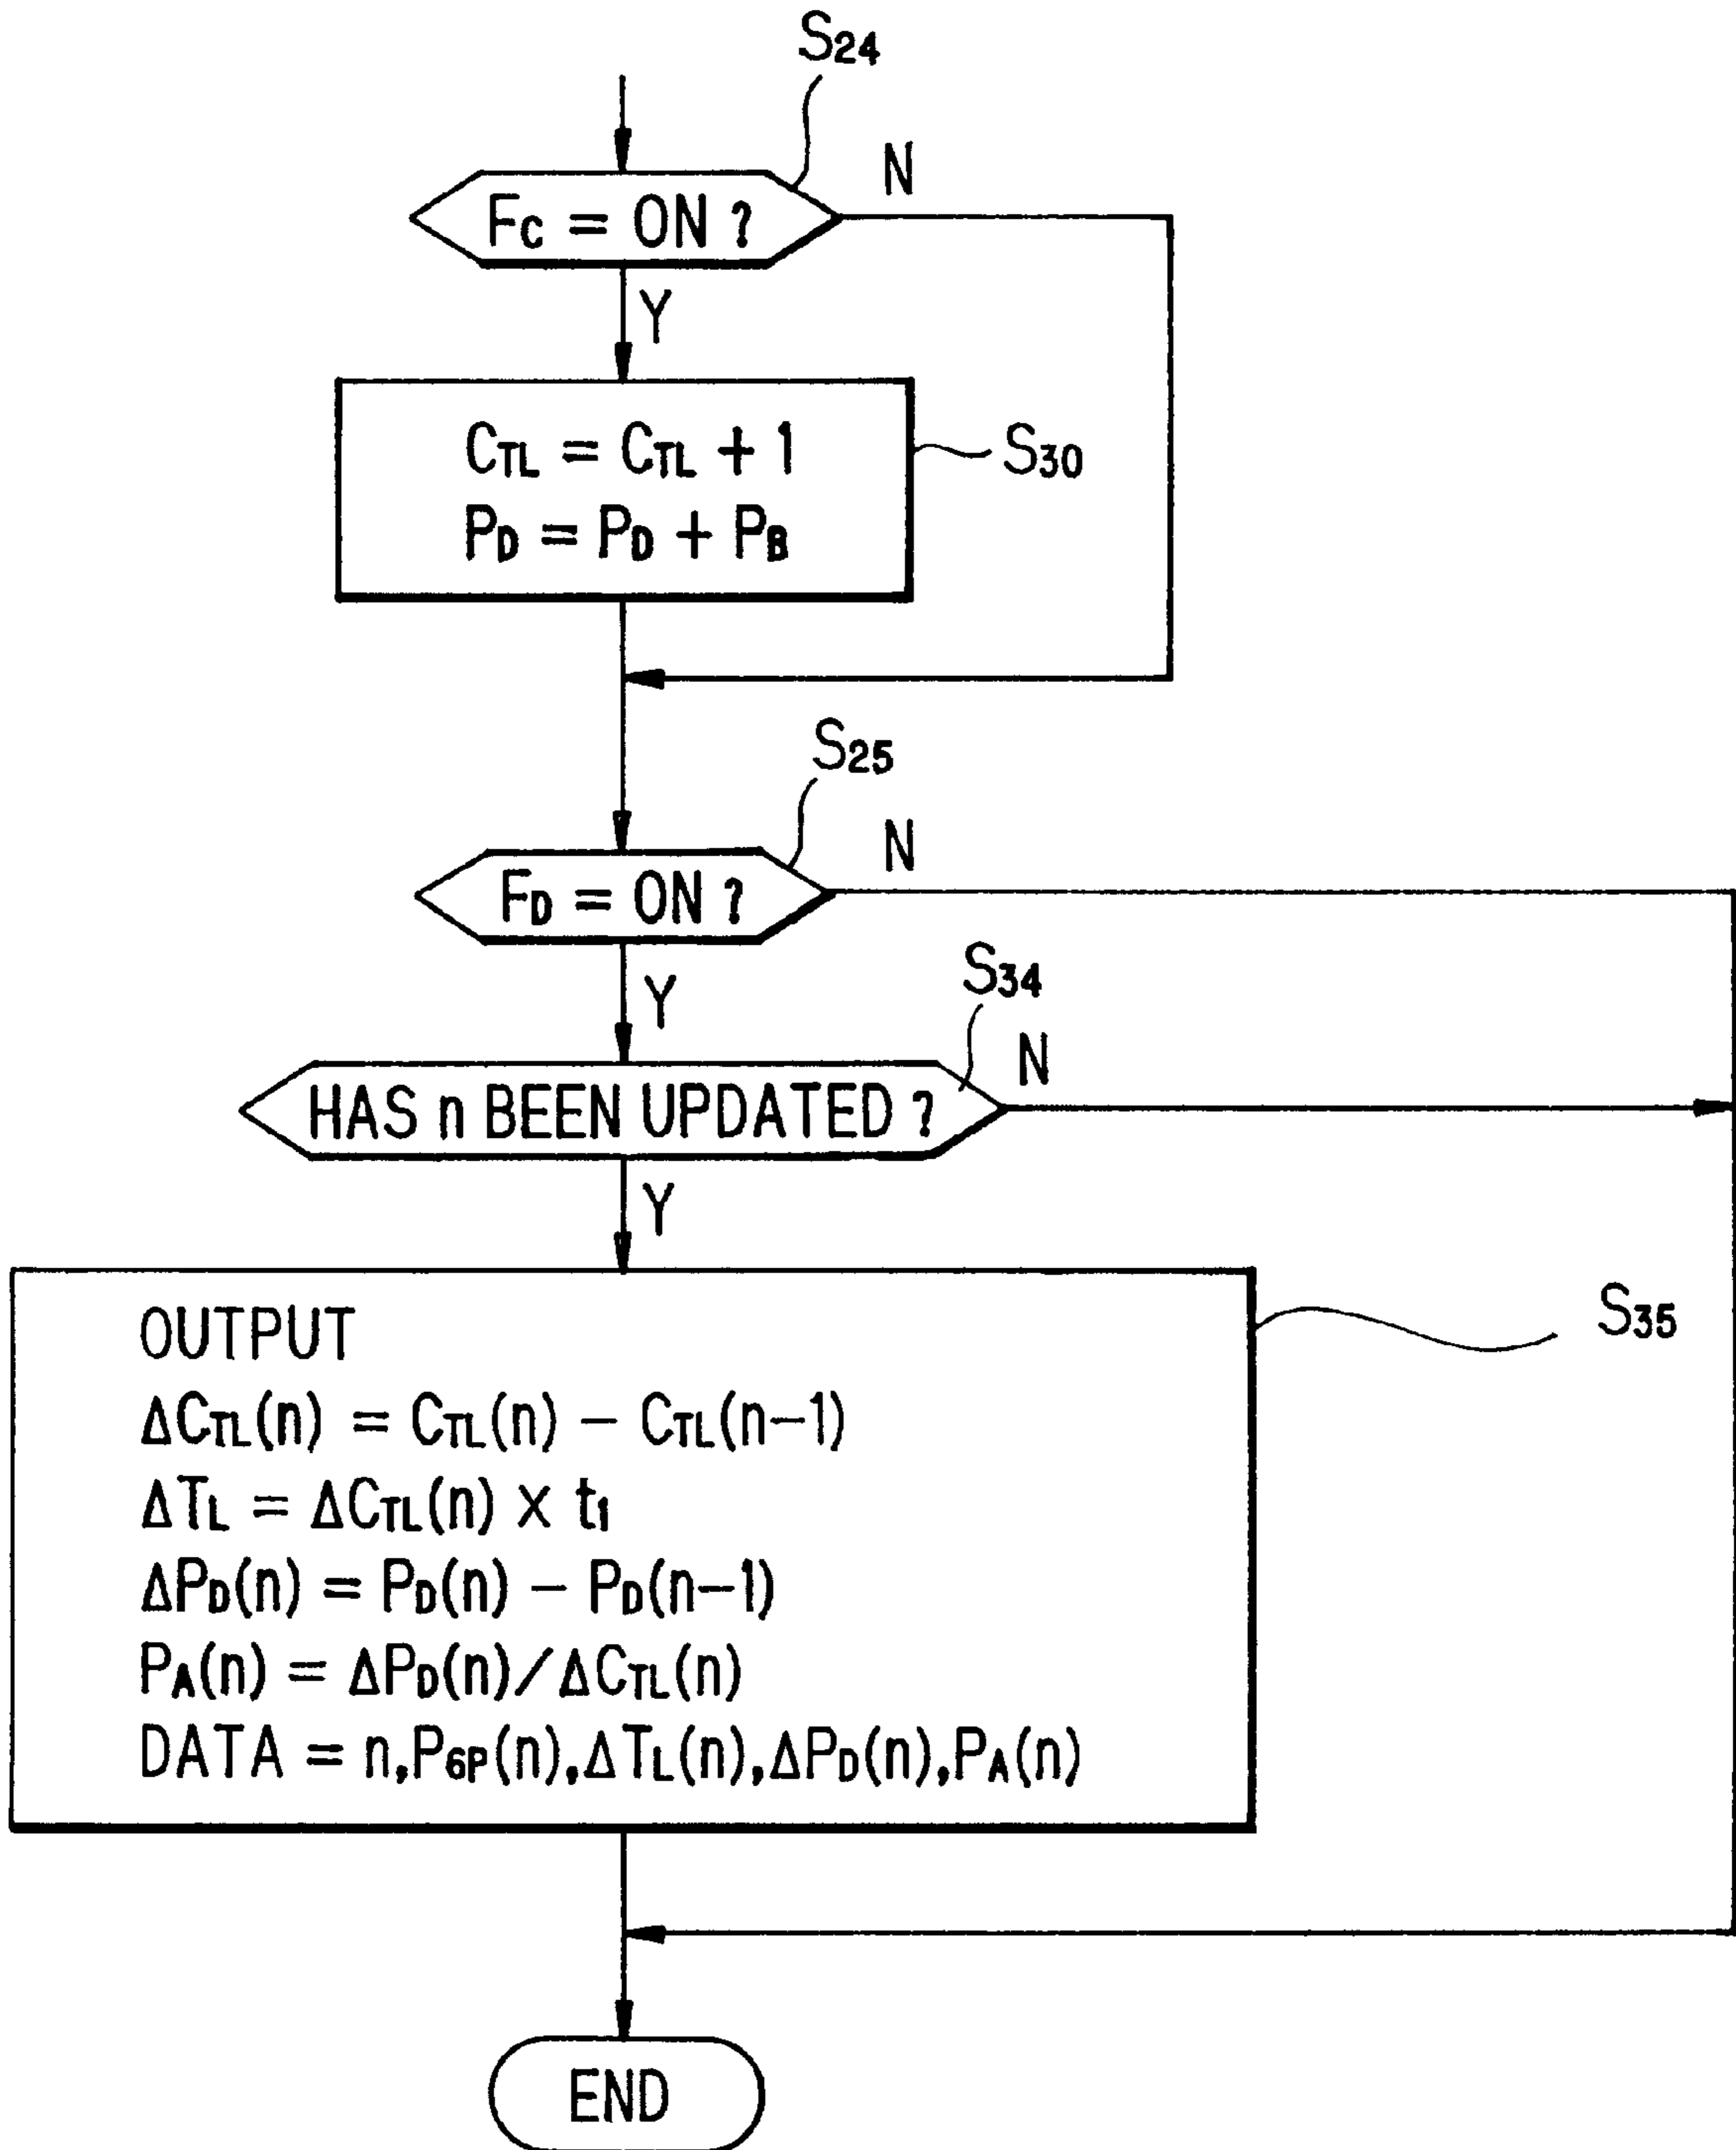 S24
N
Fc = ON ?
Y
CTL = CTL + 1
PD = PD + PB
S30
S25
N
FD = ON ?
Y
S34
N
HAS n BEEN UPDATED ?
Y
OUTPUT
ΔCTL(n) = CTL(n) − CTL(n−1)
ΔTL = ΔCTL(n) x t1
ΔPD(n) = PD(n) − PD(n−1)
PA(n) = ΔPD(n)/ΔCTL(n)
DATA = n,P6P(n),ΔTL(n),ΔPD(n),PA(n)
S35
END